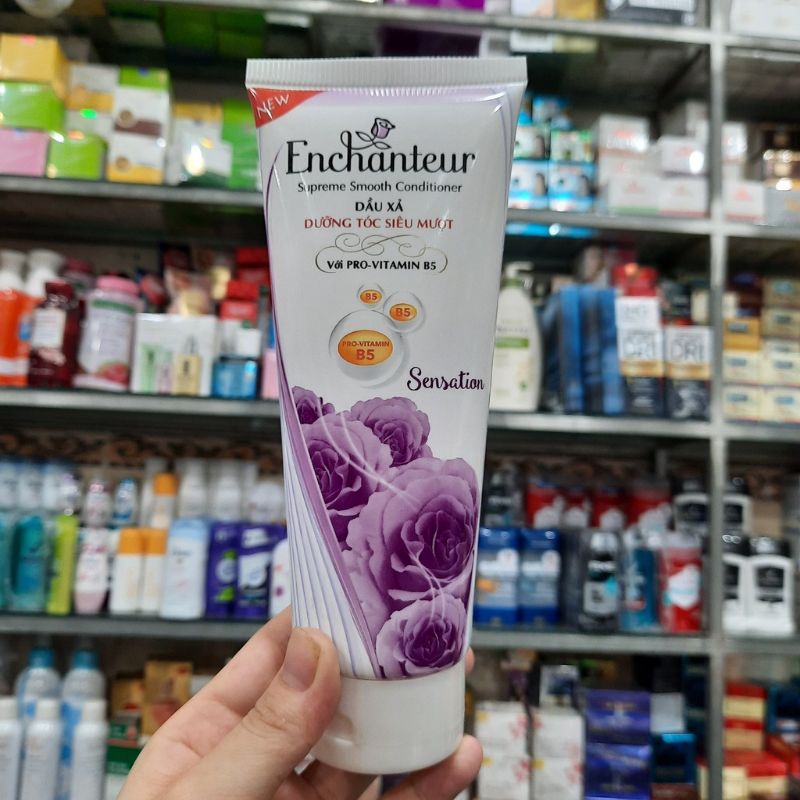 NEW
Enchanteur
Supreme Smooth Conditioner
DẦU XẢ
DƯỠNG TÓC SIÊU MƯỢT
Với PRO-VITAMIN B5
B5
B5
PRO-VITAMIN
B5
Sensation
DRI